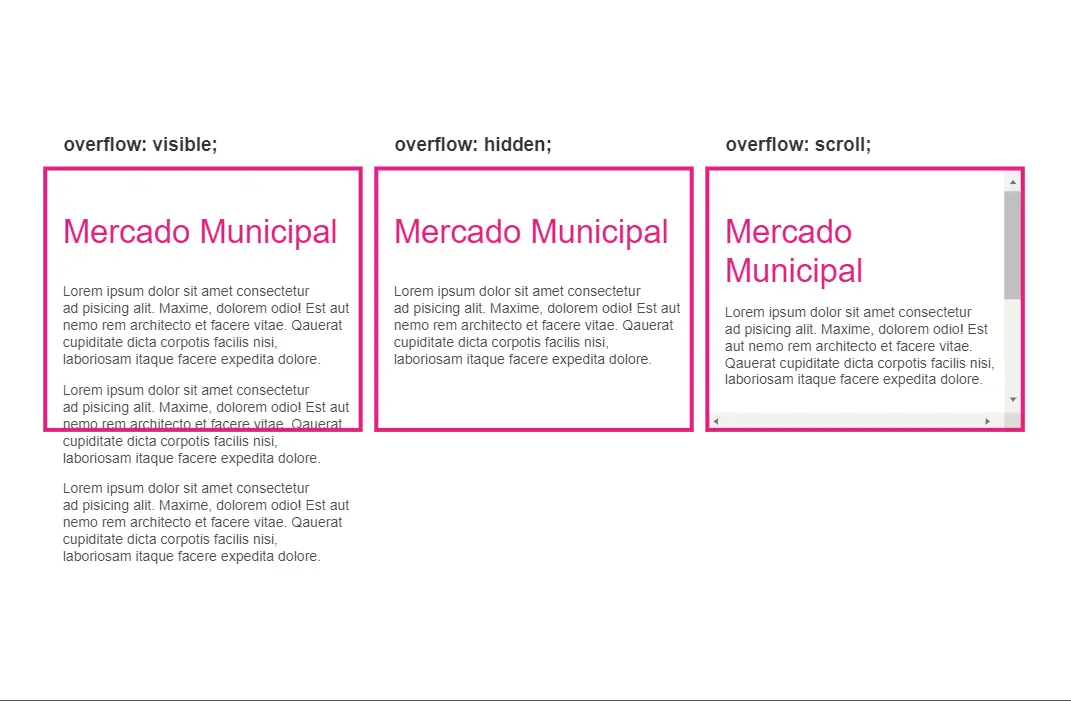 overflow: visible;
Mercado Municipal
Lorem ipsum dolor sit amet consectetur
ad pisicing alit. Maxime, dolorem odio! Est aut
nemo rem architecto et facere vitae. Qauerat
cupiditate dicta corpotis facilis nisi,
laboriosam itaque facere expedita dolore.
Lorem ipsum dolor sit amet consectetur
ad pisicing alit. Maxime, dolorem odio! Est aut
nemo rem architecto et facere vitae. Qauerat
cupiditate dicta corpotis facilis nisi,
laboriosam itaque facere expedita dolore.
Lorem ipsum dolor sit amet consectetur
ad pisicing alit. Maxime, dolorem odio! Est aut
nemo rem architecto et facere vitae. Qauerat
cupiditate dicta corpotis facilis nisi,
laboriosam itaque facere expedita dolore.
overflow: hidden;
Mercado Municipal
Lorem ipsum dolor sit amet consectetur
ad pisicing alit. Maxime, dolorem odio! Est aut
nemo rem architecto et facere vitae. Qauerat
cupiditate dicta corpotis facilis nisi,
laboriosam itaque facere expedita dolore.
overflow: scroll;
Mercado
Municipal
Lorem ipsum dolor sit amet consectetur
ad pisicing alit. Maxime, dolorem odio! Est
aut nemo rem architecto et facere vitae.
Qauerat cupiditate dicta corpotis facilis nisi,
laboriosam itaque facere expedita dolore.